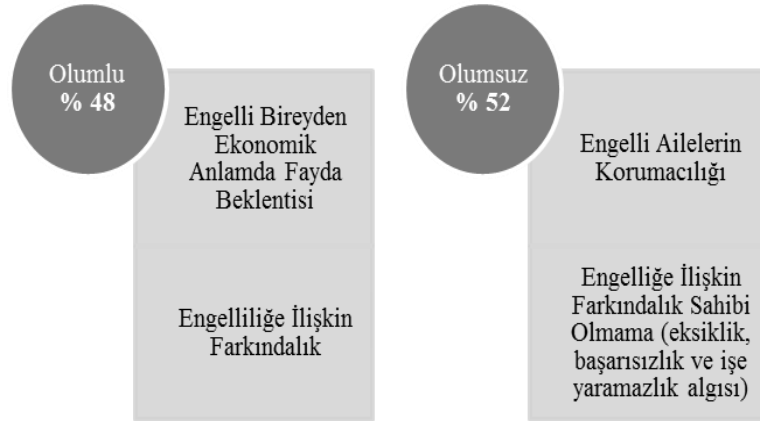 Olumlu
% 48
Engelli Bireyden
Ekonomik
Anlamda Fayda
Beklentisi
Engelliliğe İlişkin
Farkındalık
Olumsuz
% 52
Engelli Ailelerin
Korumacılığı
Engelliğe İlişkin
Farkındalık Sahibi
Olmama (eksiklik,
başarısızlık ve işe
yaramazlık algısı)